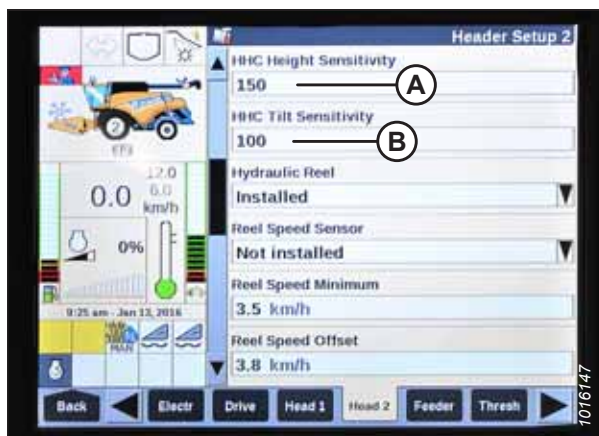 Header Setup 2
HHC Height Sensitivity
150
A
HHC Tilt Sensitivity
100
B
2
Hydraulic Reel
Installed
12.0
6.0
0.0
km/h
Reel Speed Sensor
Not installed
0%
Reel Speed Minimum
3.5 km/h
9:25 am - Jan 13, 2016
MAN
Reel Speed Offset
3.8 km/h
Back
Electr
Drive
Head 1
Head 2
Feeder
Thresh
1016147